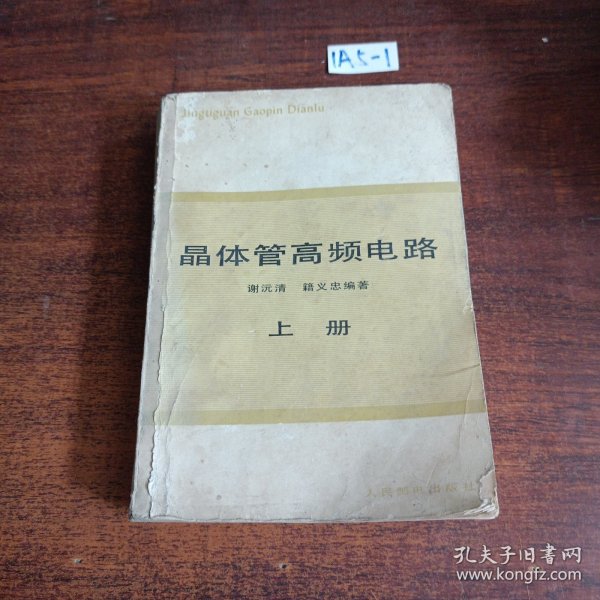 1A5-1
Jingtiguan Gaopin Dianlu
晶体管高频电路
谢沅清 籍义忠编著
上册
人民邮电出版社
孔夫子旧书网
www.kongfz.com